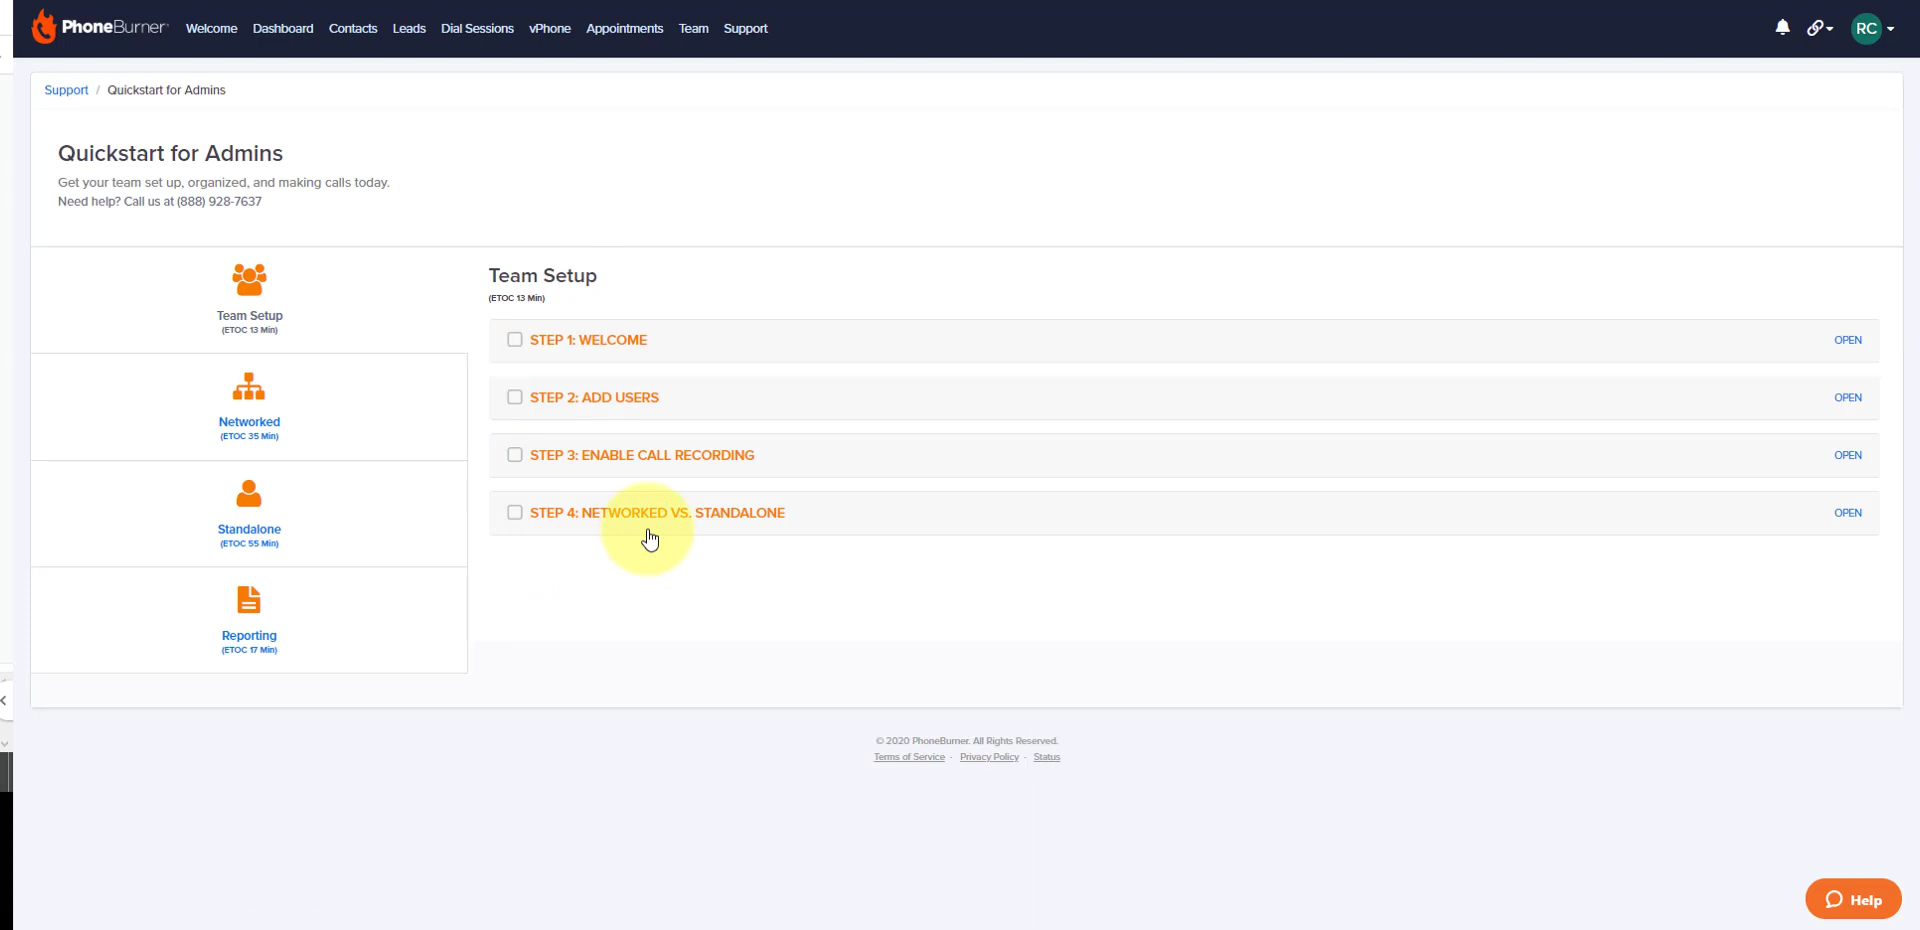 PhoneBurner Welcome Dashboard Contacts Leads Dial Sessions vPhone Appointments Team Support RC
Support / Quickstart for Admins
Quickstart for Admins
Get your team set up, organized, and making calls today.
Need help? Call us at (888) 928-7637
Team Setup
(ETOC 13 Min)
Networked
(ETOC 35 Min)
Standalone
(ETOC 55 Min)
Reporting
(ETOC 17 Min)
Team Setup
(ETOC 13 Min)
STEP 1: WELCOME OPEN
STEP 2: ADD USERS OPEN
STEP 3: ENABLE CALL RECORDING OPEN
STEP 4: NETWORKED VS. STANDALONE OPEN
© 2020 PhoneBurner. All Rights Reserved.
Terms of Service - Privacy Policy - Status
Help